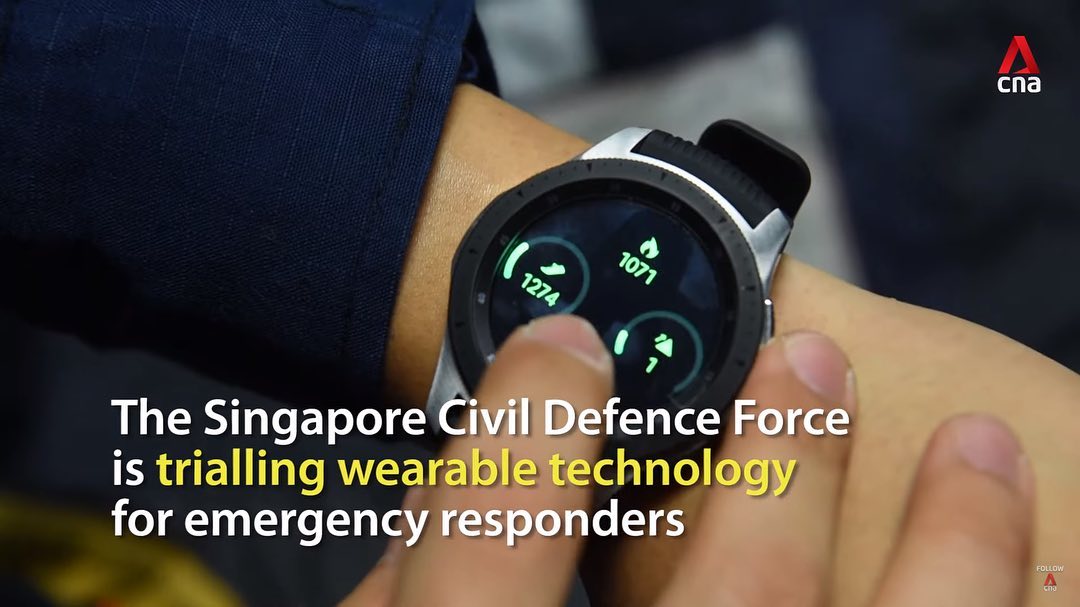 cna
1071
1274
1
The Singapore Civil Defence Force
is trialling wearable technology
for emergency responders
FOLLOW
cna